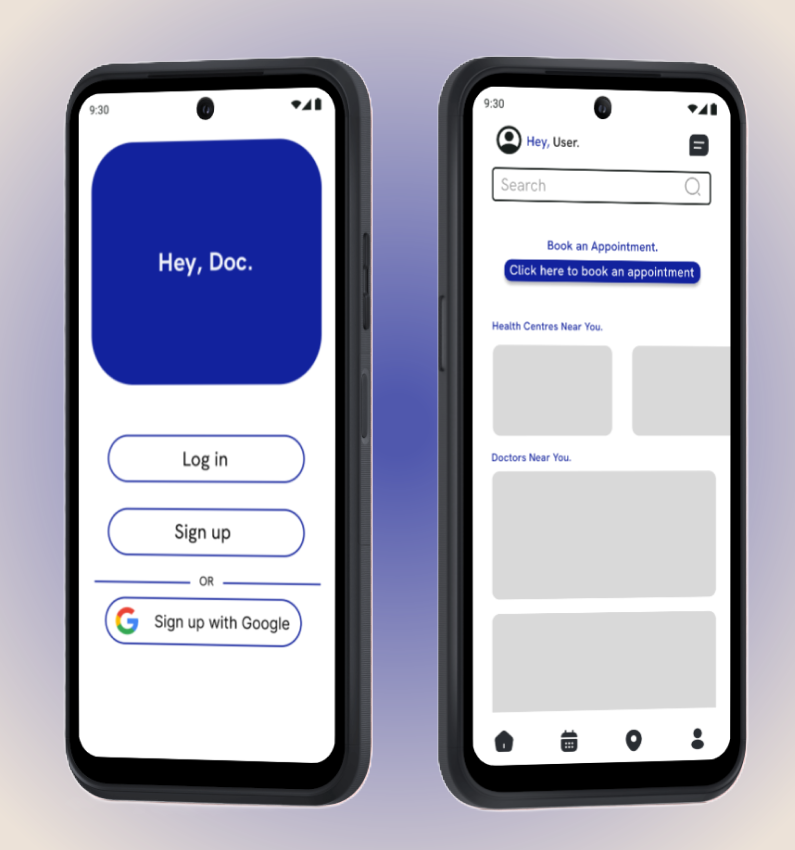 9:30
Hey, Doc.
Log in
Sign up
OR
Sign up with Google
9:30
Hey, User.
Search
Book an Appointment.
Click here to book an appointment
Health Centres Near You.
Doctors Near You.